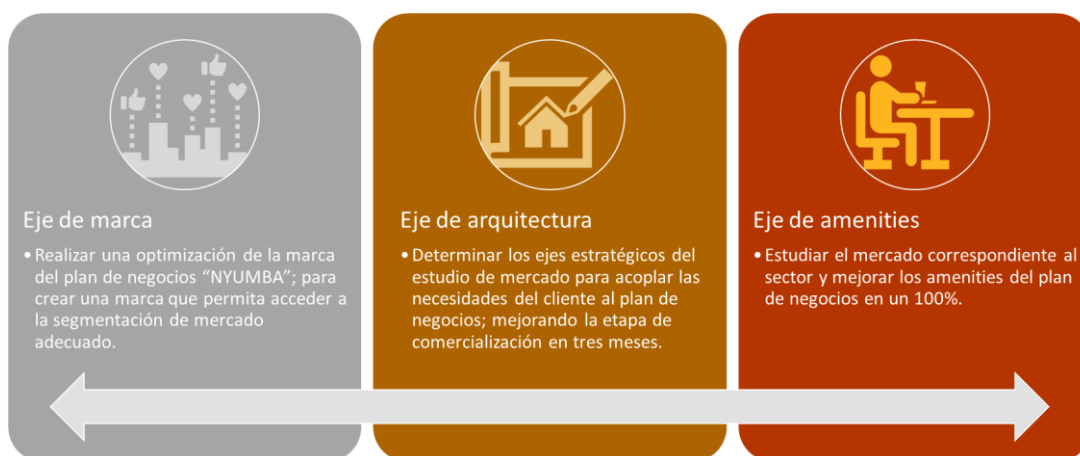 Eje de marca
• Realizar una optimización de la marca
del plan de negocios “NYUMBA”; para
crear una marca que permita acceder a
la segmentación de mercado
adecuado.
Eje de arquitectura
• Determinar los ejes estratégicos del
estudio de mercado para acoplar las
necesidades del cliente al plan de
negocios; mejorando la etapa de
comercialización en tres meses.
Eje de amenities
• Estudiar el mercado correspondiente al
sector y mejorar los amenities del plan
de negocios en un 100%.